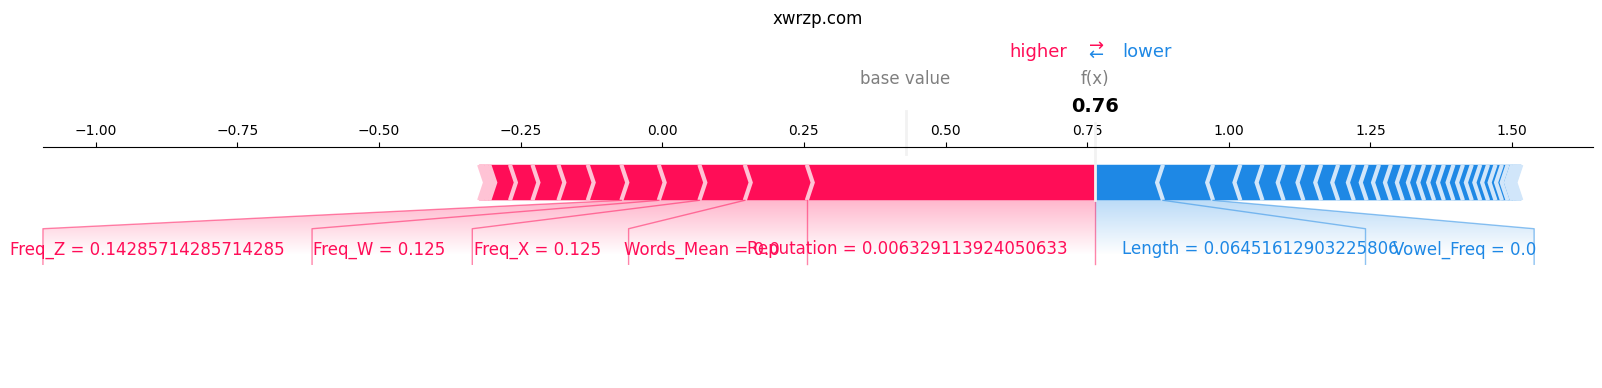 xwrzp.com
higher ⇄ lower
base value f(x)
0.76
−1.00 −0.75 −0.50 −0.25 0.00 0.25 0.50 0.75 1.00 1.25 1.50
Freq_Z = 0.14285714285714285 Freq_W = 0.125 Freq_X = 0.125 Words_Mean = 0.0 Reputation = 0.006329113924050633 Length = 0.06451612903225806 Vowel_Freq = 0.0